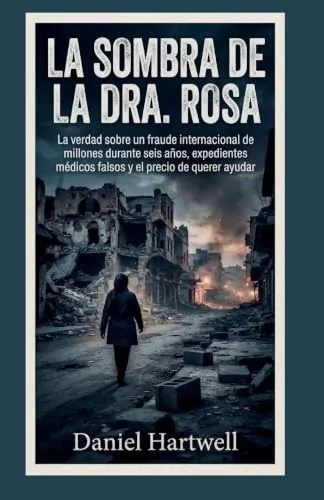 LA SOMBRA DE
LA DRA. ROSA
La verdad sobre un fraude internacional de
millones durante seis años, expedientes
médicos falsos y el precio de querer ayudar
Daniel Hartwell